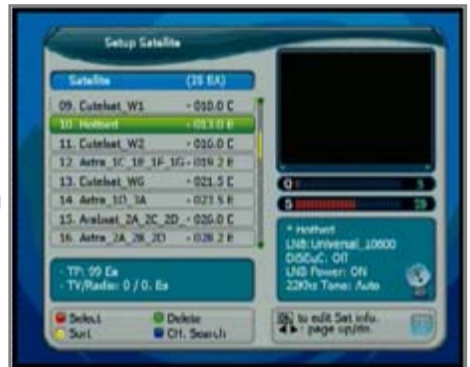 Setup Satellite
Satellite (35 EA)
09. Eutelsat_W1 - 010.0 E
10. Hotbird - 013.0 E
11. Eutelsat_W2 - 016.0 E
12. Astra_1C_1E_1F_1G - 019.2 E
13. Eutelsat_W6 - 021.5 E
14. Astra_1D_3A - 023.5 E
15. Arabsat_2A_2C_2D_ - 026.0 E
16. Astra_2A_2B_2D - 028.2 E
Q
S
* Hotbird
LNB: Universal_10600
DiSEqC: Off
LNB Power: ON
22Khz Tone: Auto
- TP: 99 Ea
- TV/Radio: 0 / 0. Ea
Select Delete
Sort CH. Search
to edit Sat info.
: page up/dn.